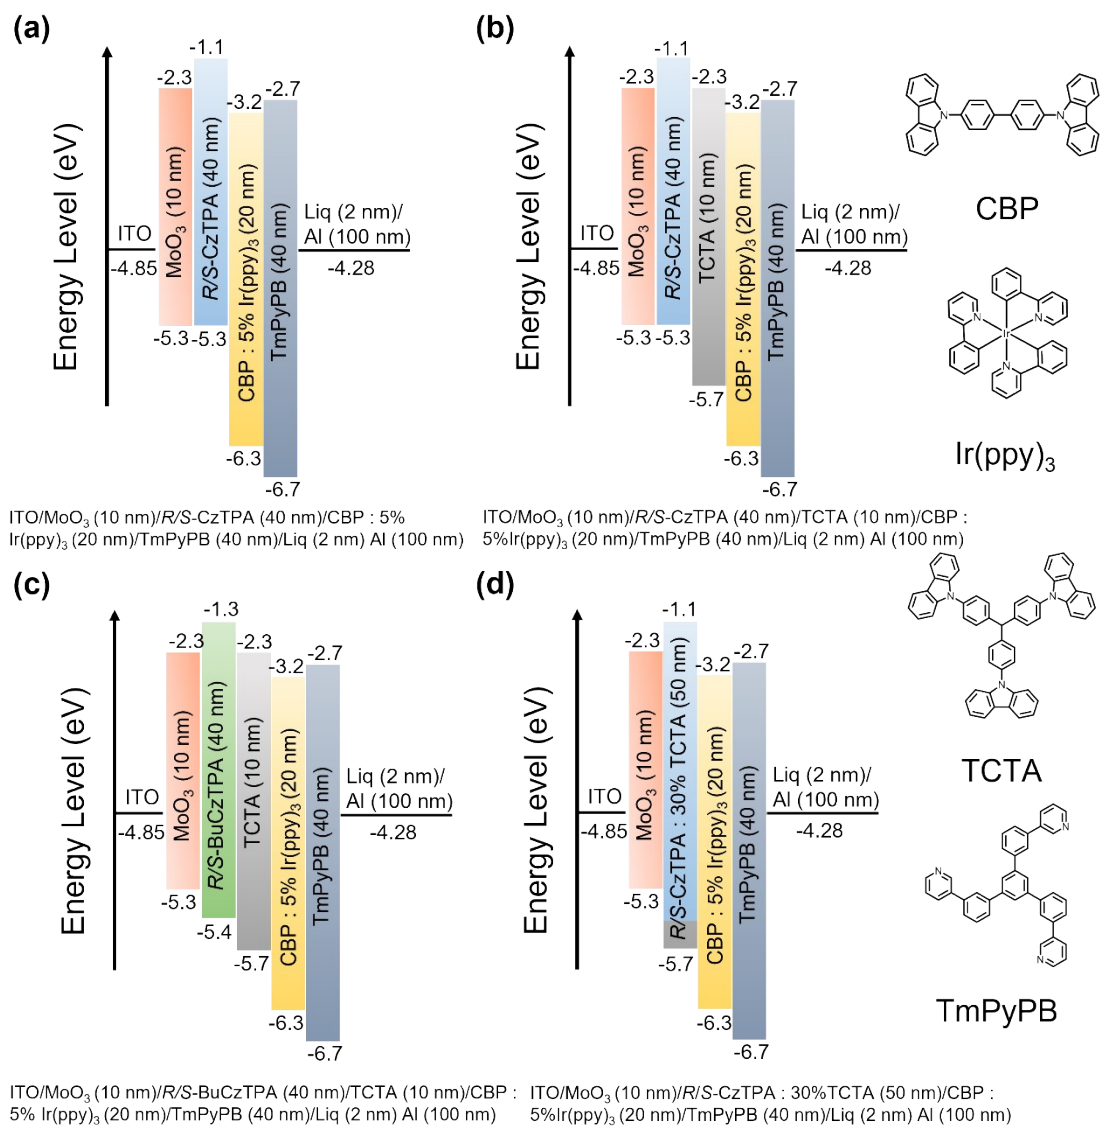 (a)
-1.1
-2.3
-3.2
-2.7
Energy Level (eV)
ITO
-4.85
MoO₃ (10 nm)
R/S-CzTPA (40 nm)
CBP : 5% Ir(ppy)₃ (20 nm)
TmPyPB (40 nm)
Liq (2 nm)/
Al (100 nm)
-4.28
-5.3
-5.3
-6.3
-6.7
ITO/MoO₃ (10 nm)/R/S-CzTPA (40 nm)/CBP : 5%
Ir(ppy)₃ (20 nm)/TmPyPB (40 nm)/Liq (2 nm) Al (100 nm)
(b)
-1.1
-2.3
-2.3
-3.2
-2.7
Energy Level (eV)
ITO
-4.85
MoO₃ (10 nm)
R/S-CzTPA (40 nm)
TCTA (10 nm)
CBP : 5% Ir(ppy)₃ (20 nm)
TmPyPB (40 nm)
Liq (2 nm)/
Al (100 nm)
-4.28
-5.3
-5.3
-5.7
-6.3
-6.7
ITO/MoO₃ (10 nm)/R/S-CzTPA (40 nm)/TCTA (10 nm)/CBP :
5%Ir(ppy)₃ (20 nm)/TmPyPB (40 nm)/Liq (2 nm) Al (100 nm)
N
N
CBP
N
N
Ir
N
Ir(ppy)₃
(c)
-1.3
-2.3
-2.3
-3.2
-2.7
Energy Level (eV)
ITO
-4.85
MoO₃ (10 nm)
R/S-BuCzTPA (40 nm)
TCTA (10 nm)
CBP : 5% Ir(ppy)₃ (20 nm)
TmPyPB (40 nm)
Liq (2 nm)/
Al (100 nm)
-4.28
-5.3
-5.4
-5.7
-6.3
-6.7
ITO/MoO₃ (10 nm)/R/S-BuCzTPA (40 nm)/TCTA (10 nm)/CBP :
5% Ir(ppy)₃ (20 nm)/TmPyPB (40 nm)/Liq (2 nm) Al (100 nm)
(d)
-1.1
-2.3
-3.2
-2.7
Energy Level (eV)
ITO
-4.85
MoO₃ (10 nm)
R/S-CzTPA : 30% TCTA (50 nm)
CBP : 5% Ir(ppy)₃ (20 nm)
TmPyPB (40 nm)
Liq (2 nm)/
Al (100 nm)
-4.28
-5.3
-5.7
-6.3
-6.7
ITO/MoO₃ (10 nm)/R/S-CzTPA : 30%TCTA (50 nm)/CBP :
5%Ir(ppy)₃ (20 nm)/TmPyPB (40 nm)/Liq (2 nm) Al (100 nm)
N
N
N
TCTA
N
N
N
TmPyPB